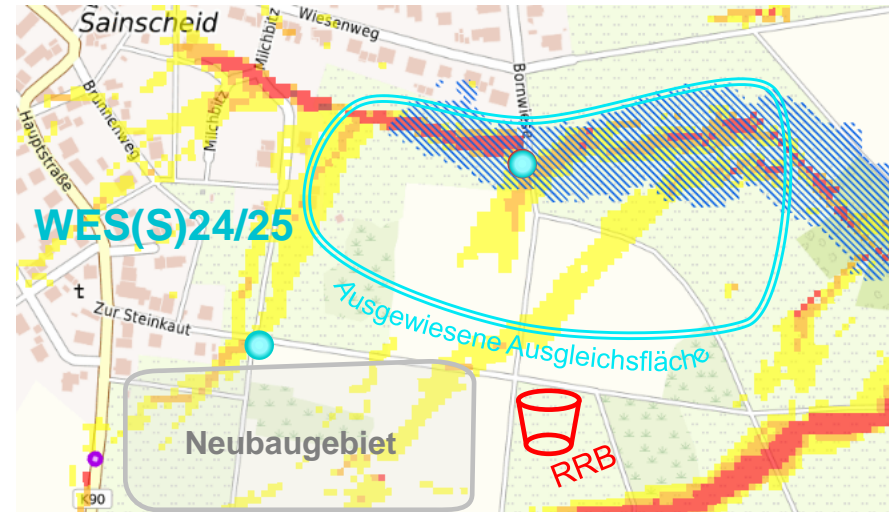 Sainscheid
Wiesenweg
Milchbitz
Brunnenweg
Milchbitz
Bornwiese
Hauptstraße
WES(S)24/25
Zur Steinkaut
Ausgewiesene Ausgleichsfläche
Neubaugebiet
RRB
K90